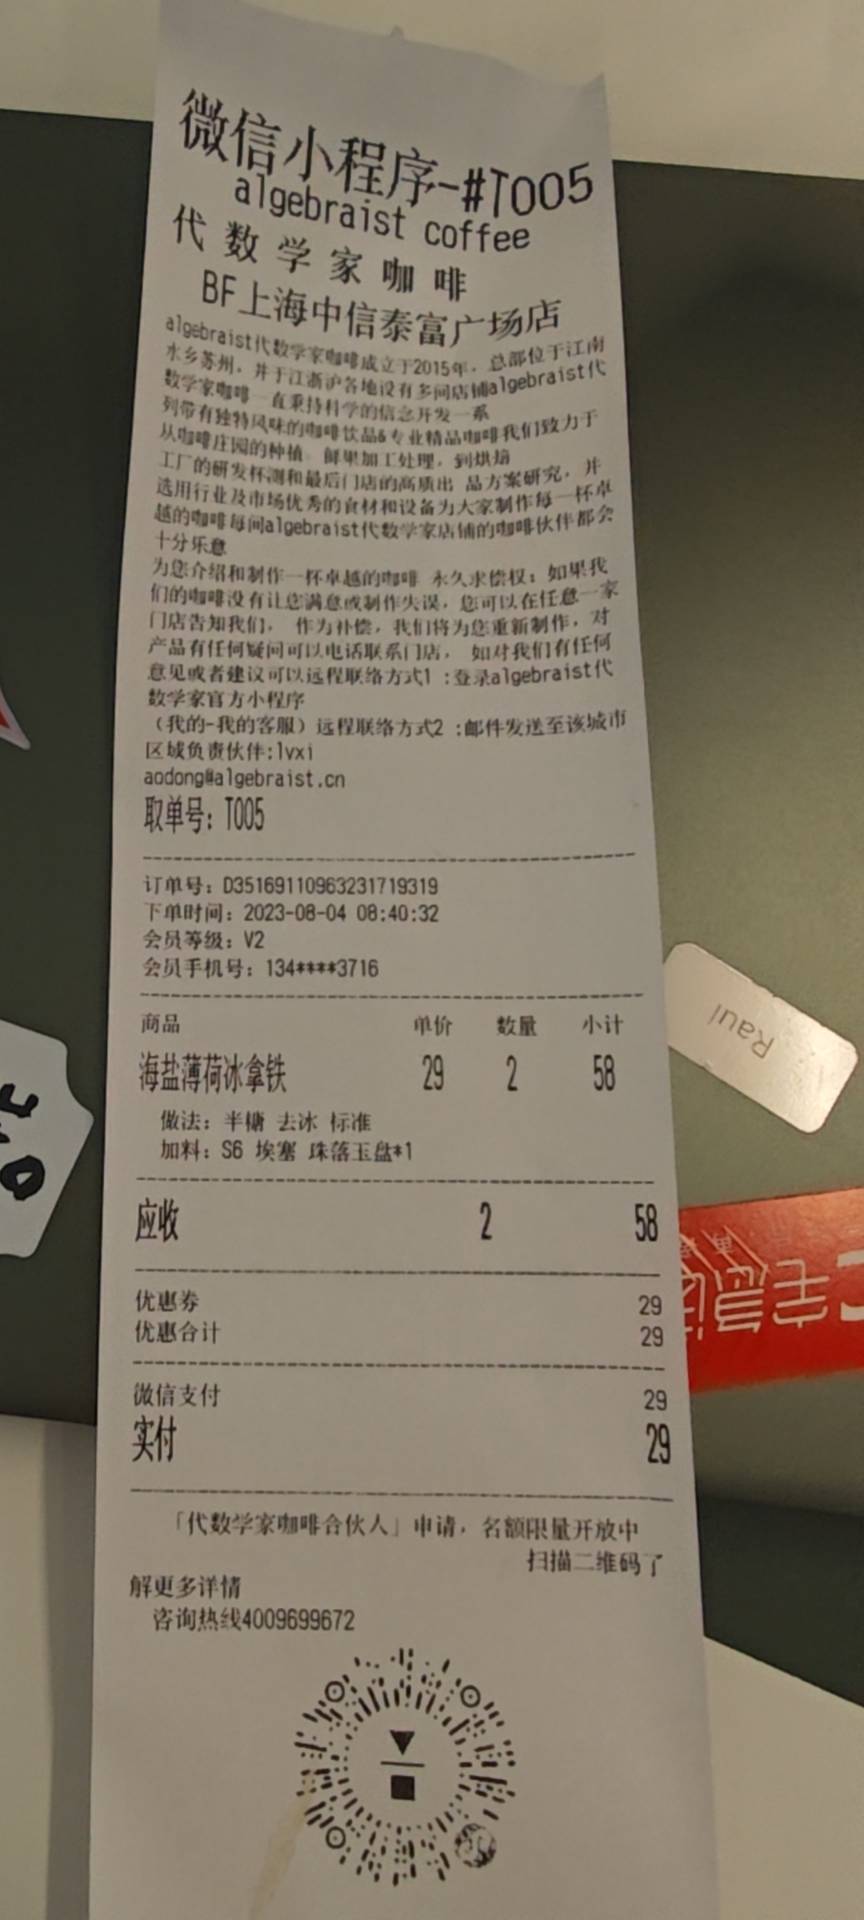 微信小程序-#T005
algebraist coffee
代数学家咖啡
BF上海中信泰富广场店
algebraist代数学家咖啡成立于2015年，总部位于江南
水乡苏州，并于江浙沪各地设有多间店铺algebraist代
数学家咖啡一直秉持科学的信念开发一系
列带有独特风味的咖啡饮品&专业精品咖啡我们致力于
从咖啡庄园的种植 鲜果加工处理，到烘焙
工厂的研发杯测和最后门店的高质出 品方案研究，并
选用行业及市场优秀的食材和设备为大家制作每一杯卓
越的咖啡每间algebraist代数学家店铺的咖啡伙伴都会
十分乐意
为您介绍和制作一杯卓越的咖啡 永久求偿权：如果我
们的咖啡没有让您满意或制作失误，您可以在任意一家
门店告知我们， 作为补偿，我们将为您重新制作，对
产品有任何疑问可以电话联系门店， 如对我们有任何
意见或者建议可以远程联络方式1 :登录algebraist代
数学家官方小程序
（我的-我的客服）远程联络方式2 :邮件发送至该城市
区域负责伙伴:lvxi
aodong@algebraist.cn
取单号：T005
订单号：D351691109632317193​19
下单时间：2023-08-04 08:40:32
会员等级：V2
会员手机号：134****3716
商品 单价 数量 小计
海盐薄荷冰拿铁 29 2 58
做法：半糖 去冰 标准
加料：S6 埃塞 珠落玉盘*1
应收 2 58
优惠券 29
优惠合计 29
微信支付 29
实付 29
「代数学家咖啡合伙人」申请，名额限量开放中
扫描二维码了
解更多详情
咨询热线4009699672
Raul